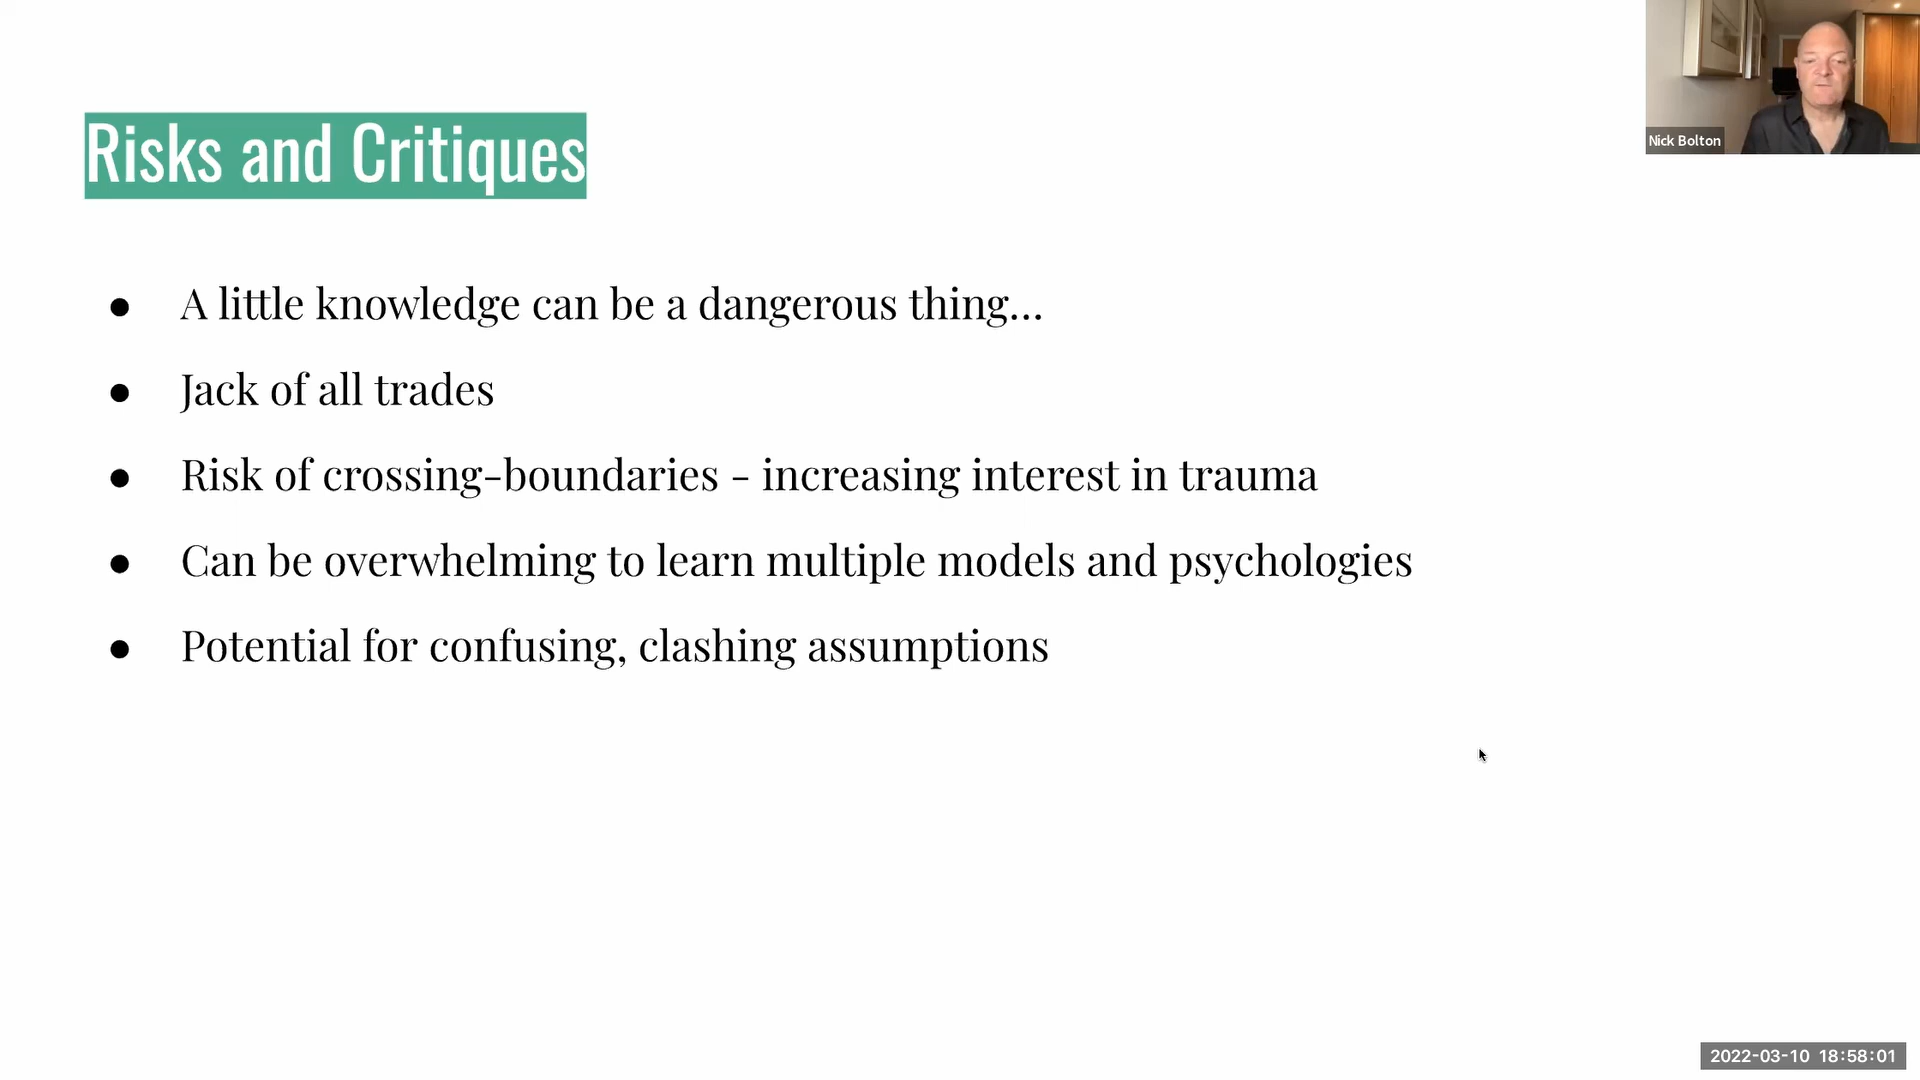 Risks and Critiques
● A little knowledge can be a dangerous thing...
● Jack of all trades
● Risk of crossing-boundaries - increasing interest in trauma
● Can be overwhelming to learn multiple models and psychologies
● Potential for confusing, clashing assumptions
Nick Bolton
2022-03-10 18:58:01